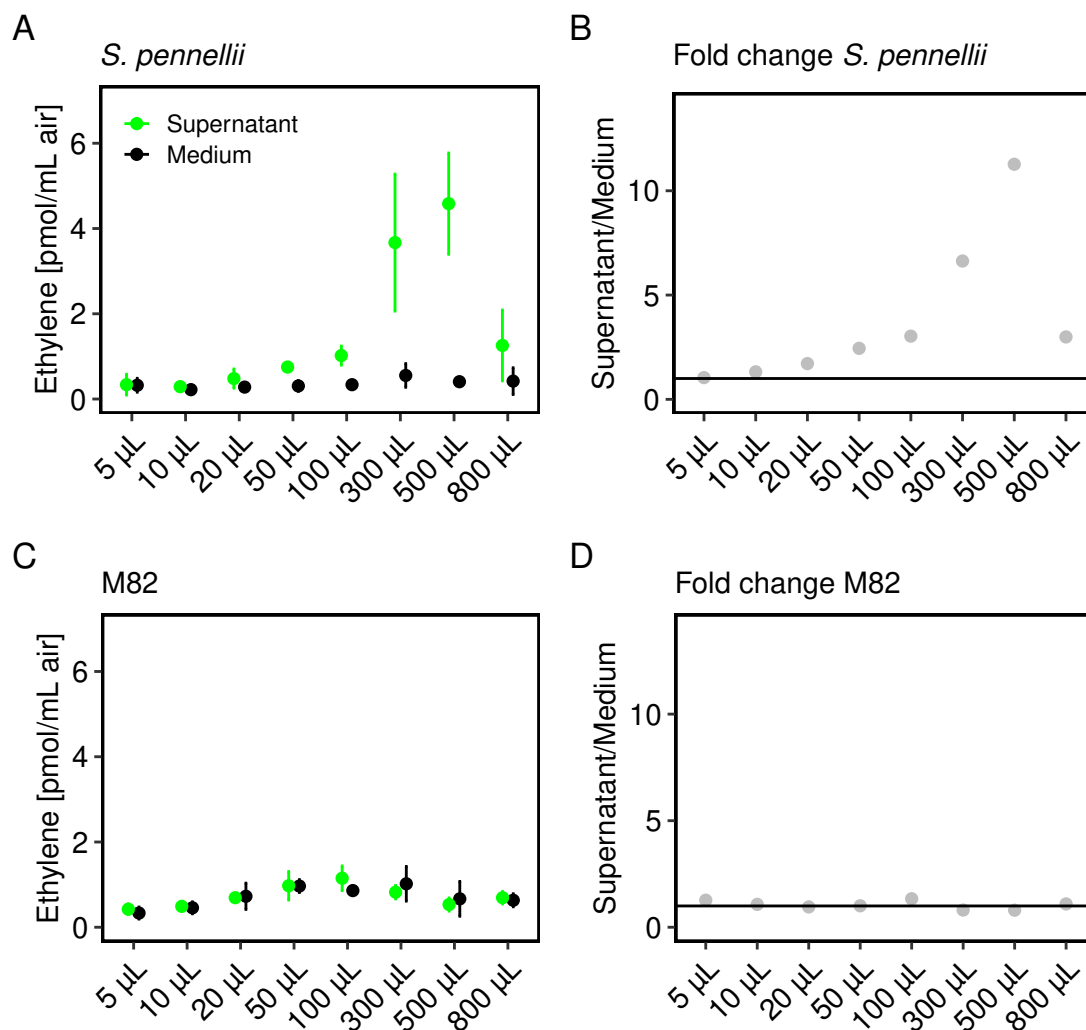 A
S. pennellii
Ethylene [pmol/mL air]
6
4
2
0
Supernatant
Medium
5 µL
10 µL
20 µL
50 µL
100 µL
300 µL
500 µL
800 µL
B
Fold change S. pennellii
Supernatant/Medium
10
5
0
5 µL
10 µL
20 µL
50 µL
100 µL
300 µL
500 µL
800 µL
C
M82
Ethylene [pmol/mL air]
6
4
2
0
5 µL
10 µL
20 µL
50 µL
100 µL
300 µL
500 µL
800 µL
D
Fold change M82
Supernatant/Medium
10
5
0
5 µL
10 µL
20 µL
50 µL
100 µL
300 µL
500 µL
800 µL